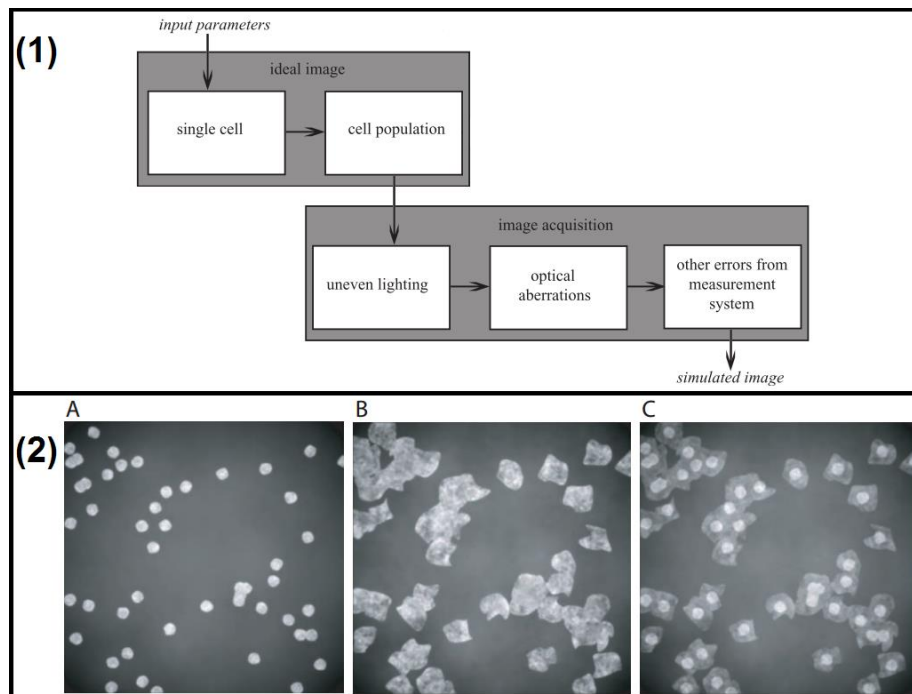 (1)
input parameters
ideal image
single cell
cell population
image acquisition
uneven lighting
optical
aberrations
other errors from
measurement
system
simulated image
(2)
A
B
C